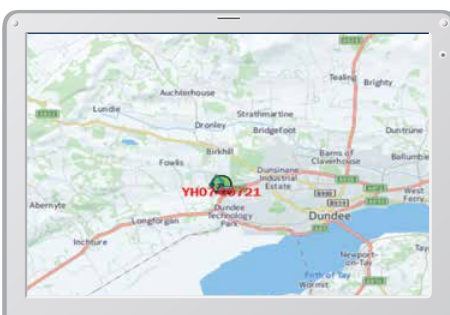 Tealing
Brighty
Auchterhouse
Lundie
Strathmartine
Dronley
Bridgefoot
Duntrune
Birkhill
Barns of
Claverhouse
Ballumbie
Fowlis
Dunsinane
Industrial
Estate
West
Ferry
Abernyte
Dundee
Technology
Park
Dundee
Longforgan
Inchture
Newport-
on-Tay
Tay
Firth of Tay
Wormit